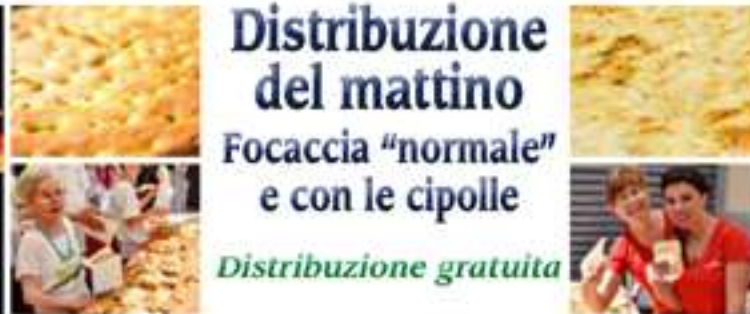 Distribuzione
del mattino
Focaccia “normale”
e con le cipolle
Distribuzione gratuita